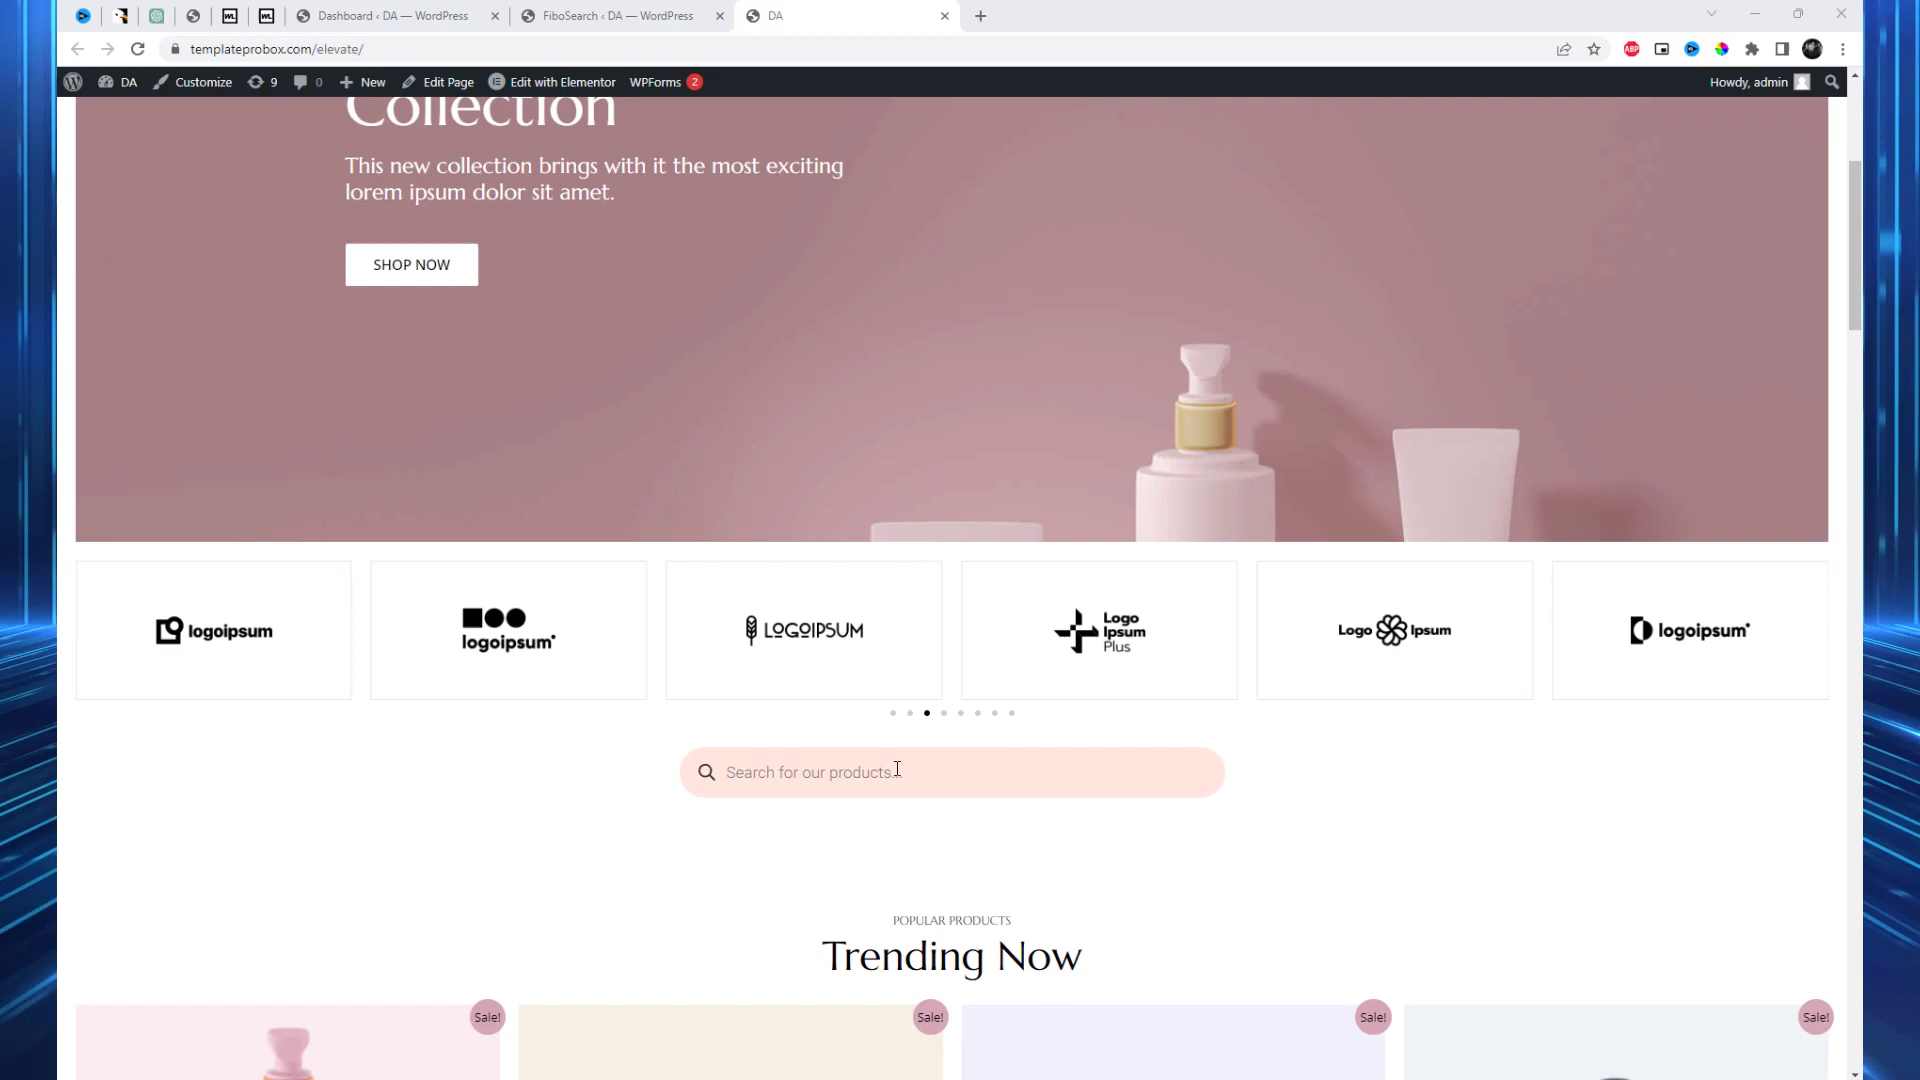 Dashboard ‹ DA — WordPress
FiboSearch ‹ DA — WordPress
DA
templateprobox.com/elevate/
ABP
DA
Customize
9
0
New
Edit Page
Edit with Elementor
WPForms
2
Howdy, admin
Collection
This new collection brings with it the most exciting
lorem ipsum dolor sit amet.
SHOP NOW
logoipsum
logoipsum
LOGOIPSUM
Logo
Ipsum
Plus
Logo Ipsum
logoipsum
Search for our products...
POPULAR PRODUCTS
Trending Now
Sale!
Sale!
Sale!
Sale!